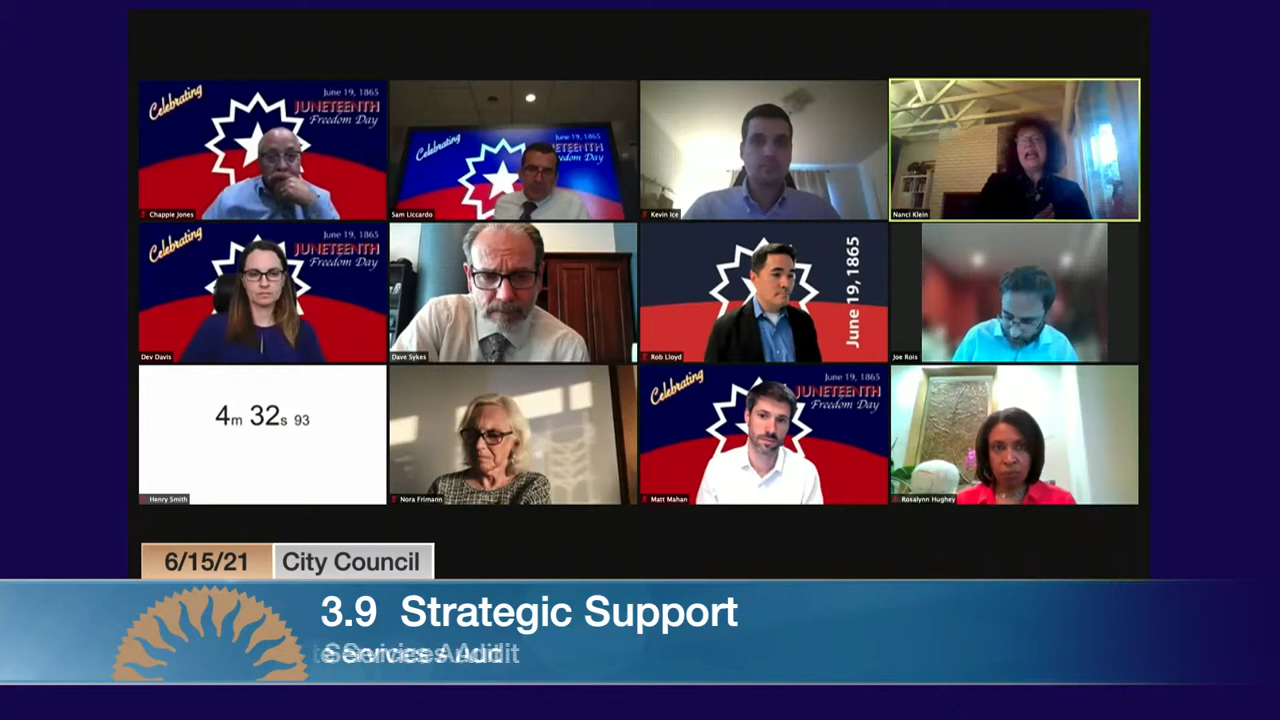 Celebrating
June 19, 1865
JUNETEENTH
Freedom Day
Chappie Jones
Celebrating
June 19, 1865
Freedom Day
Sam Liccardo
Kevin Ice
Nanci Klein
Celebrating
June 19, 1865
JUNETEENTH
Freedom Day
Dev Davis
Dave Sykes
June 19, 1865
Rob Lloyd
Joe Rois
4m 32s 93
Henry Smith
Nora Frimann
Celebrating
June 19, 1865
JUNETEENTH
Freedom Day
Matt Mahan
Rosalynn Hughey
6/15/21 City Council
3.9 Strategic Support